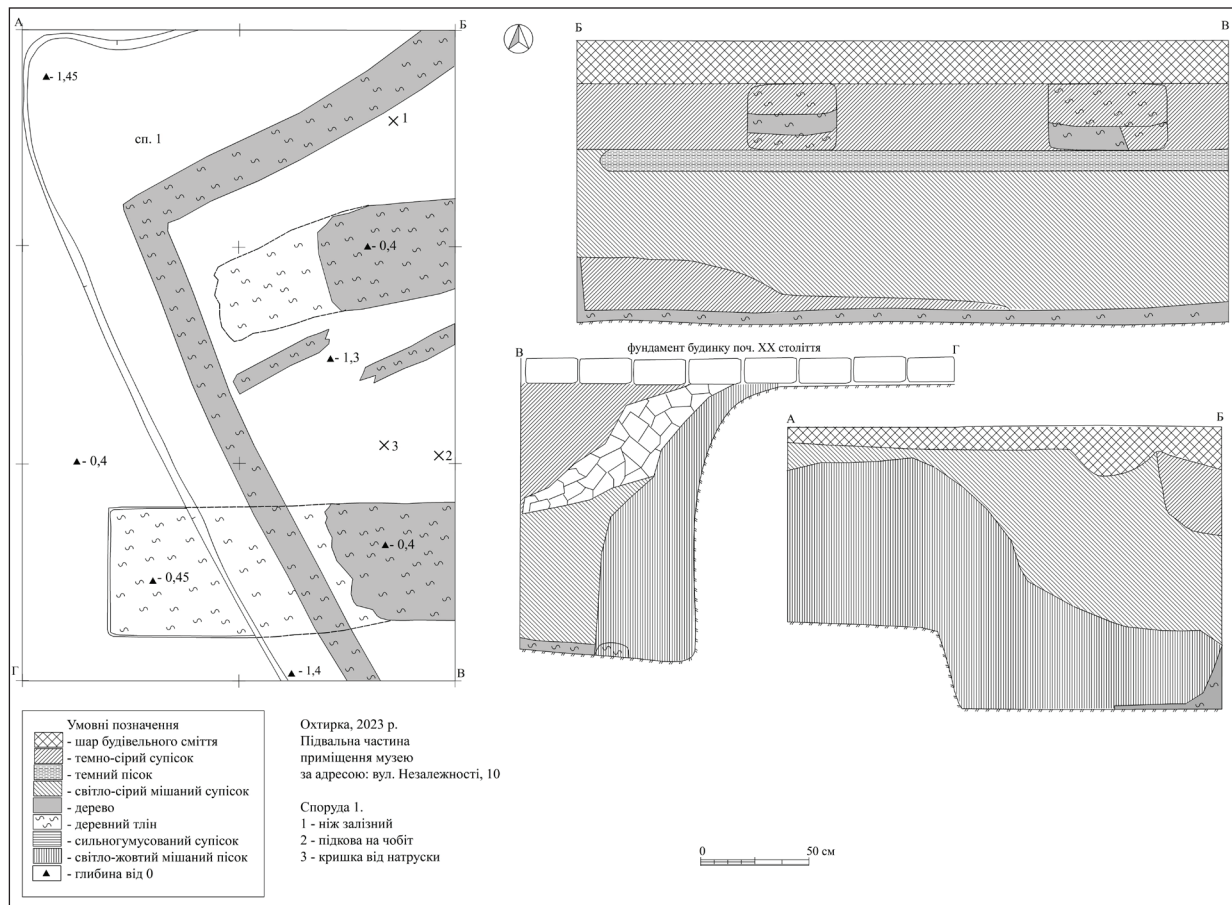 А
Б
- 1,45
1
сп. 1
- 0,4
- 1,3
3
2
- 0,4
- 0,4
- 0,45
- 1,4
Г
В
Б
В
В
фундамент будинку поч. ХХ століття
Г
А
Б
Умовні позначення
- шар будівельного сміття
- темно-сірий супісок
- темний пісок
- світло-сірий мішаний супісок
- дерево
- деревний тлін
- сильногумусований супісок
- світло-жовтий мішаний пісок
- глибина від 0
Охтирка, 2023 р.
Підвальна частина
приміщення музею
за адресою: вул. Незалежності, 10
Споруда 1.
1 - ніж залізний
2 - підкова на чобіт
3 - кришка від натруски
0
50 см